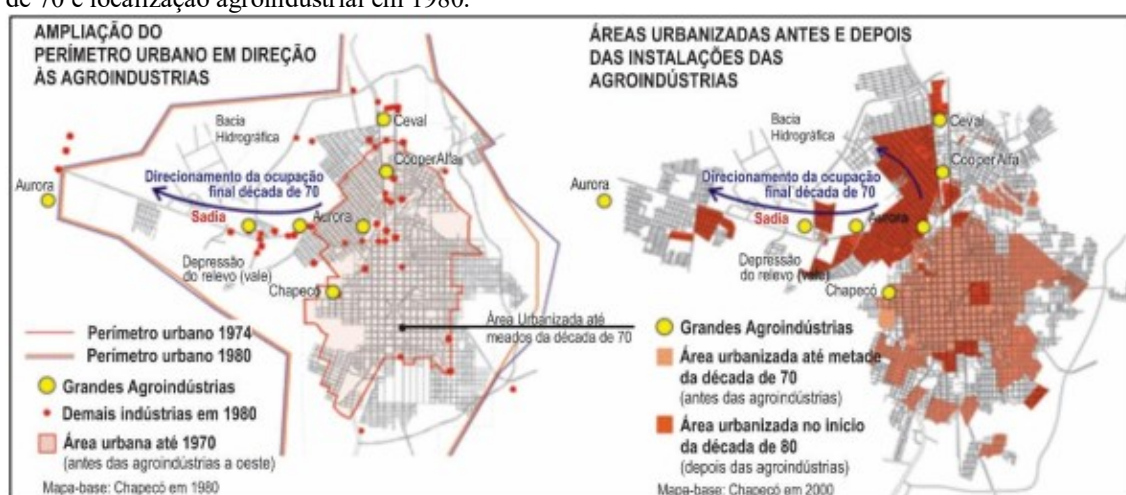 de 70 e localização agroindustrial em 1980.
AMPLIAÇÃO DO
PERÍMETRO URBANO EM DIREÇÃO
ÀS AGROINDUSTRIAS
Bacia
Hidrográfica
Ceval
CooperAlfa
Direcionamento da ocupação
final década de 70
Aurora
Sadia
Aurora
Depressão
do relevo (vale)
Chapecó
Área Urbanizada até
meados da década de 70
Perímetro urbano 1974
Perímetro urbano 1980
Grandes Agroindústrias
Demais indústrias em 1980
Área urbana até 1970
(antes das agroindústrias a oeste)
Mapa-base: Chapecó em 1980
ÁREAS URBANIZADAS ANTES E DEPOIS
DAS INSTALAÇÕES DAS
AGROINDÚSTRIAS
Bacia
Hidrográfica
Ceval
CooperAlfa
Direcionamento da ocupação
final década de 70
Aurora
Sadia
Aurora
Depressão
do relevo (vale)
Chapecó
Grandes Agroindústrias
Área urbanizada até metade
da década de 70
(antes das agroindústrias)
Área urbanizada no início
da década de 80
(depois das agroindústrias)
Mapa-base: Chapecó em 2000